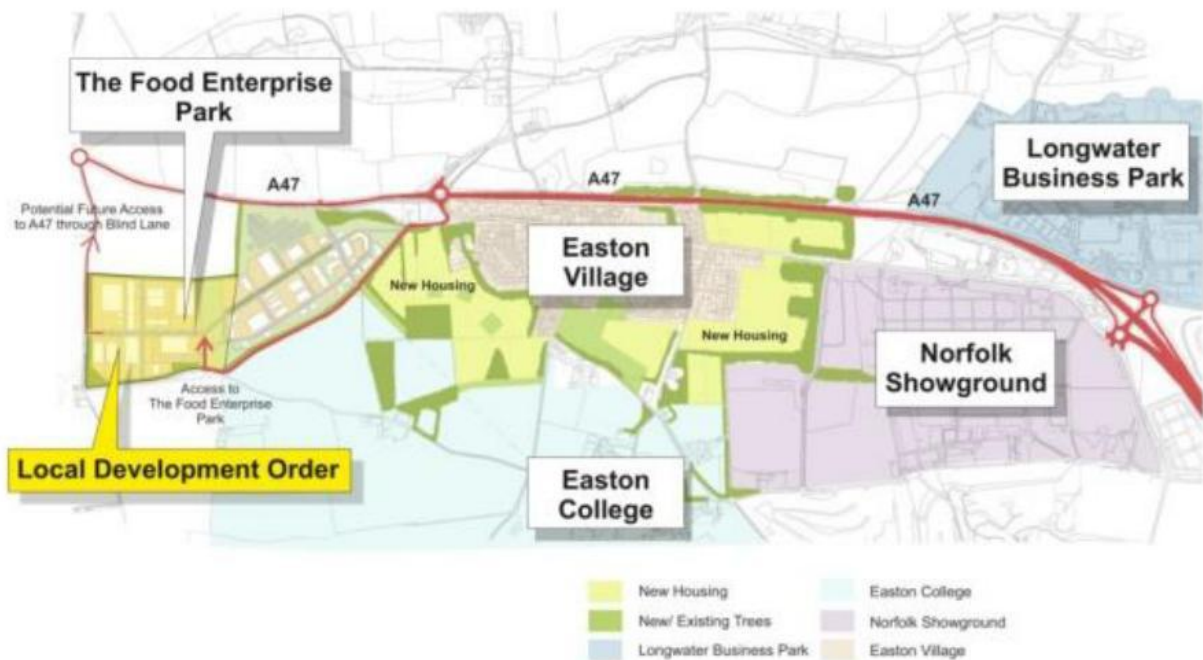 The Food Enterprise
Park
Longwater
Business Park
A47
A47
A47
Potential Future Access
to A47 through Blind Lane
Easton
Village
New Housing
New Housing
Norfolk
Showground
Access to
The Food Enterprise
Park
Local Development Order
Easton
College
New Housing
New/ Existing Trees
Longwater Business Park
Easton College
Norfolk Showground
Easton Village